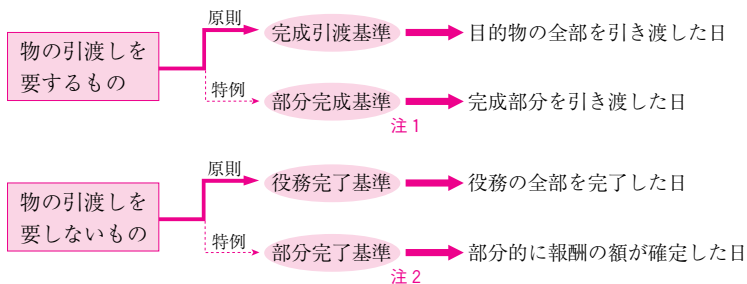 物の引渡しを
要するもの
原則
完成引渡基準
目的物の全部を引き渡した日
特例
部分完成基準
完成部分を引き渡した日
注1
物の引渡しを
要しないもの
原則
役務完了基準
役務の全部を完了した日
特例
部分完了基準
部分的に報酬の額が確定した日
注2